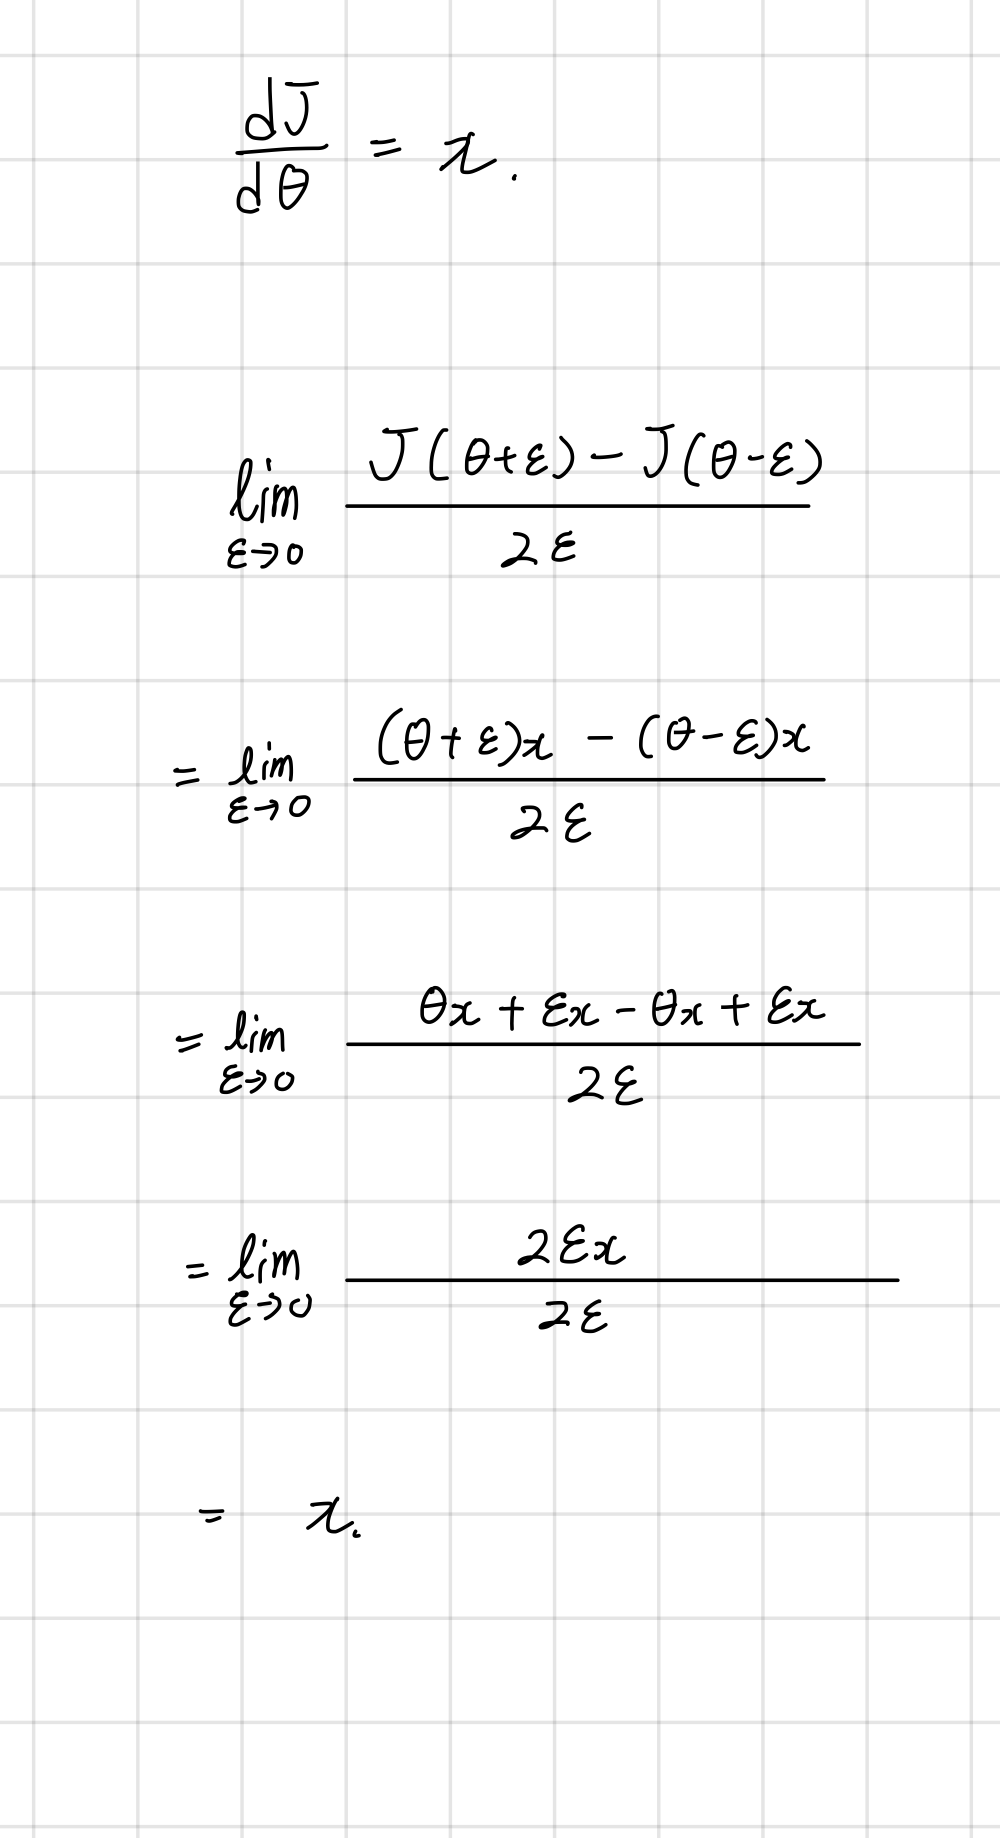 dJ/dθ = x.
lim ε→0 (J(θ+ε) - J(θ-ε))/(2ε)
= lim ε→0 ((θ+ε)x - (θ-ε)x)/(2ε)
= lim ε→0 (θx + εx - θx + εx)/(2ε)
= lim ε→0 (2εx)/(2ε)
= x.